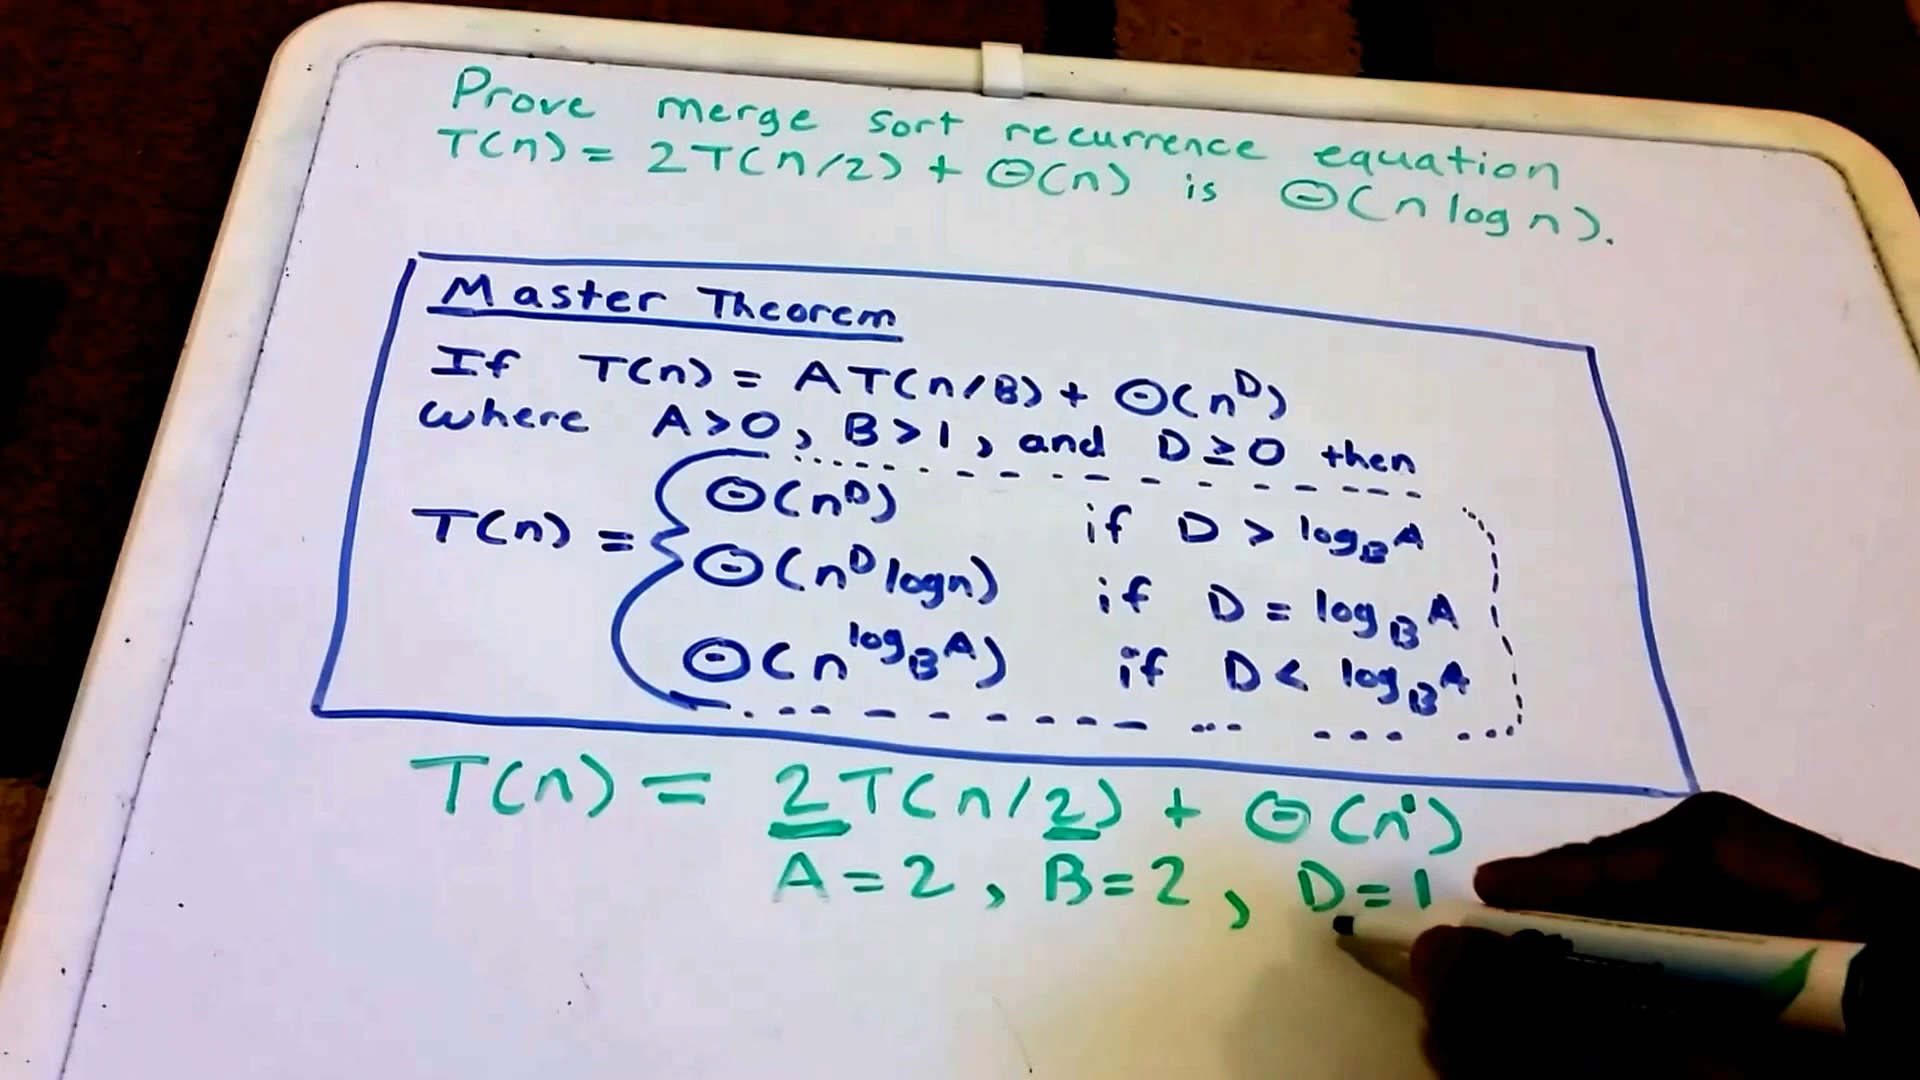 Prove merge sort recurrence equation
T(n) = 2T(n/2) + Θ(n) is Θ(n log n).
Master Theorem
If T(n) = AT(n/B) + Θ(n^D)
where A>0, B>1, and D≥0 then
T(n) = { Θ(n^D) if D > log_B A
Θ(n^D logn) if D = log_B A
Θ(n^log_B A) if D < log_B A
T(n) = 2T(n/2) + Θ(n^1)
A=2, B=2, D=1